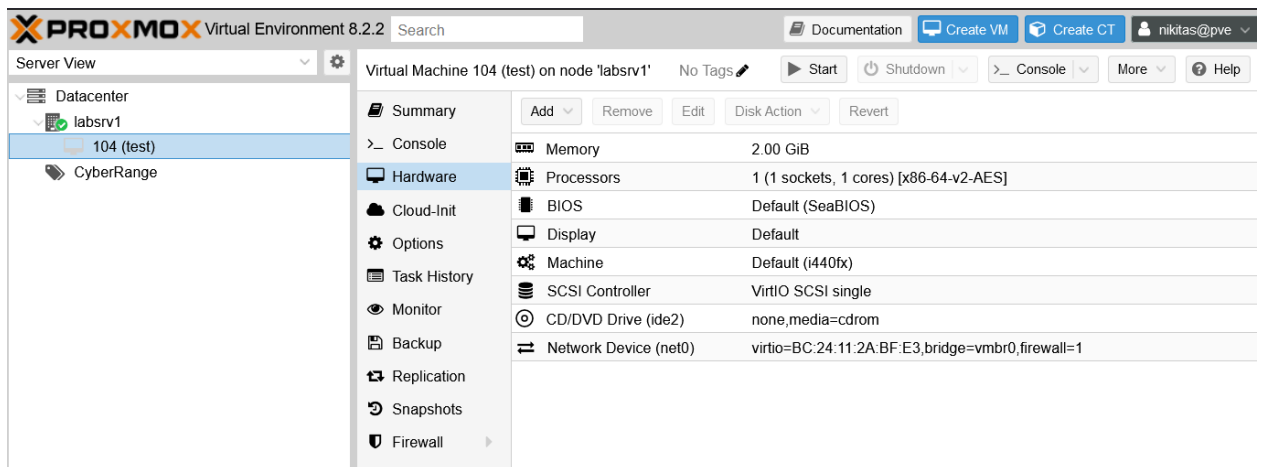 PROXMOX Virtual Environment 8.2.2 Search Documentation Create VM Create CT nikitas@pve
Server View
Datacenter
labsrv1
104 (test)
CyberRange
Virtual Machine 104 (test) on node 'labsrv1' No Tags Start Shutdown >_ Console More Help
Summary
>_ Console
Hardware
Cloud-Init
Options
Task History
Monitor
Backup
Replication
Snapshots
Firewall
Add Remove Edit Disk Action Revert
Memory 2.00 GiB
Processors 1 (1 sockets, 1 cores) [x86-64-v2-AES]
BIOS Default (SeaBIOS)
Display Default
Machine Default (i440fx)
SCSI Controller VirtIO SCSI single
CD/DVD Drive (ide2) none,media=cdrom
Network Device (net0) virtio=BC:24:11:2A:BF:E3,bridge=vmbr0,firewall=1